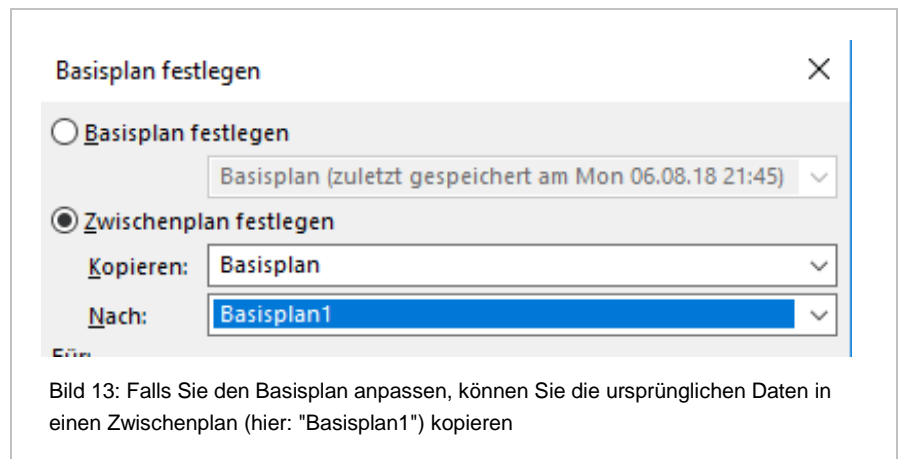 Basisplan festlegen
Basisplan festlegen
Basisplan (zuletzt gespeichert am Mon 06.08.18 21:45)
Zwischenplan festlegen
Kopieren: Basisplan
Nach: Basisplan1
Für:
Bild 13: Falls Sie den Basisplan anpassen, können Sie die ursprünglichen Daten in
einen Zwischenplan (hier: "Basisplan1") kopieren